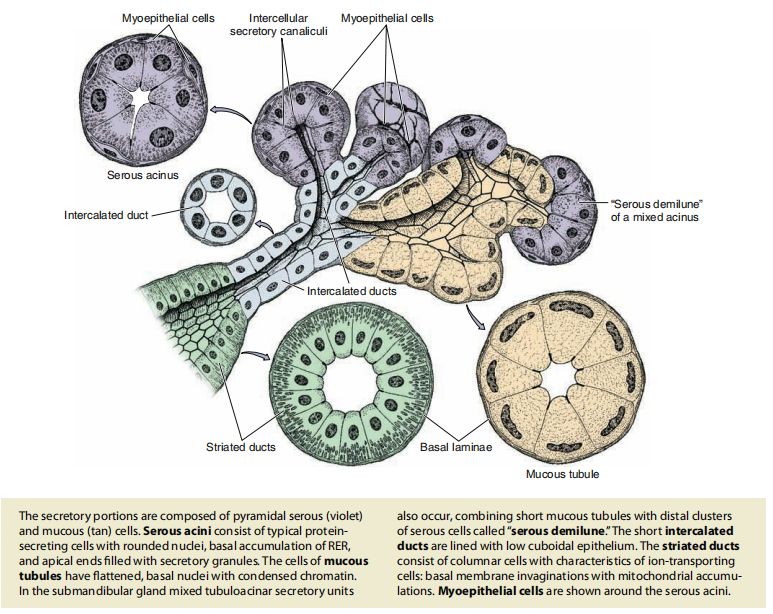 Myoepithelial cells
Intercellular
secretory canaliculi
Myoepithelial cells
Serous acinus
Intercalated duct
"Serous demilune"
of a mixed acinus
Intercalated ducts
Striated ducts
Basal laminae
Mucous tubule
The secretory portions are composed of pyramidal serous (violet)
and mucous (tan) cells. Serous acini consist of typical protein-
secreting cells with rounded nuclei, basal accumulation of RER,
and apical ends filled with secretory granules. The cells of mucous
tubules have flattened, basal nuclei with condensed chromatin.
In the submandibular gland mixed tubuloacinar secretory units
also occur, combining short mucous tubules with distal clusters
of serous cells called "serous demilune." The short intercalated
ducts are lined with low cuboidal epithelium. The striated ducts
consist of columnar cells with characteristics of ion-transporting
cells: basal membrane invaginations with mitochondrial accumu-
lations. Myoepithelial cells are shown around the serous acini.